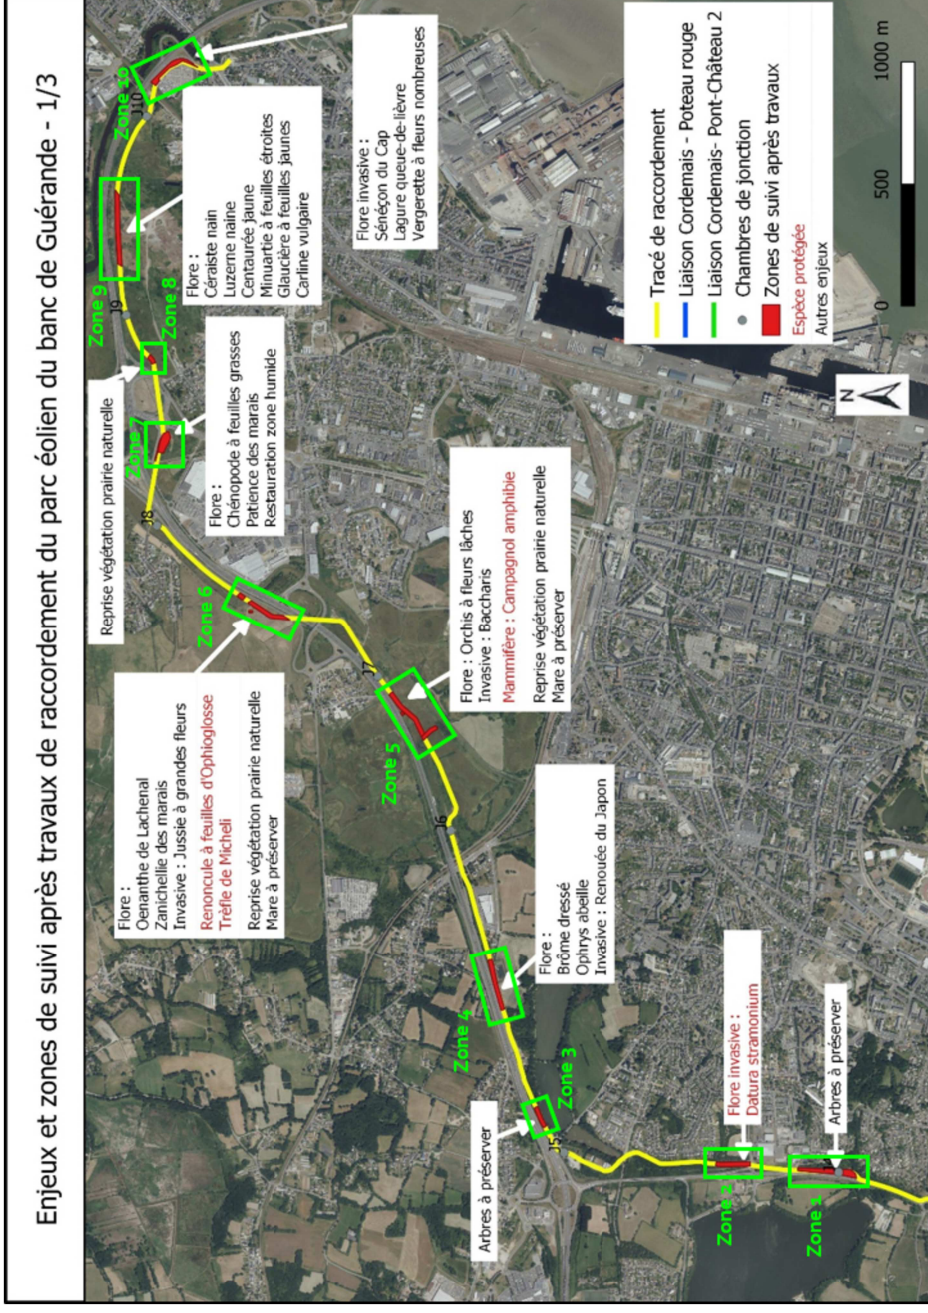 Enjeux et zones de suivi après travaux de raccordement du parc éolien du banc de Guérande - 1/3
Zone 10
J10
Zone 9
J9
Zone 8
Zone 7
J8
Zone 6
J7
Zone 5
J6
Zone 4
Zone 3
J5
Zone 2
Zone 1
Reprise végétation prairie naturelle
Flore :
Céraiste nain
Luzerne naine
Centaurée jaune
Minuartie à feuilles étroites
Glaucière à feuilles jaunes
Carline vulgaire
Flore invasive :
Séneçon du Cap
Lagure queue-de-lièvre
Vergerette à fleurs nombreuses
Flore :
Chénopode à feuilles grasses
Patience des marais
Restauration zone humide
Flore :
Oenanthe de Lachenal
Zanichellie des marais
Invasive : Jussie à grandes fleurs
Renoncule à feuilles d'Ophioglosse
Trèfle de Micheli
Reprise végétation prairie naturelle
Mare à préserver
Flore : Orchis à fleurs lâches
Invasive : Baccharis
Mammifère : Campagnol amphibie
Reprise végétation prairie naturelle
Mare à préserver
Flore :
Brôme dressé
Ophrys abeille
Invasive : Renouée du Japon
Arbres à préserver
Flore invasive :
Datura stramonium
Arbres à préserver
Tracé de raccordement
Liaison Cordemais - Poteau rouge
Liaison Cordemais- Pont-Château 2
Chambres de jonction
Zones de suivi après travaux
Espèce protégée
Autres enjeux
N
0 500 1000 m